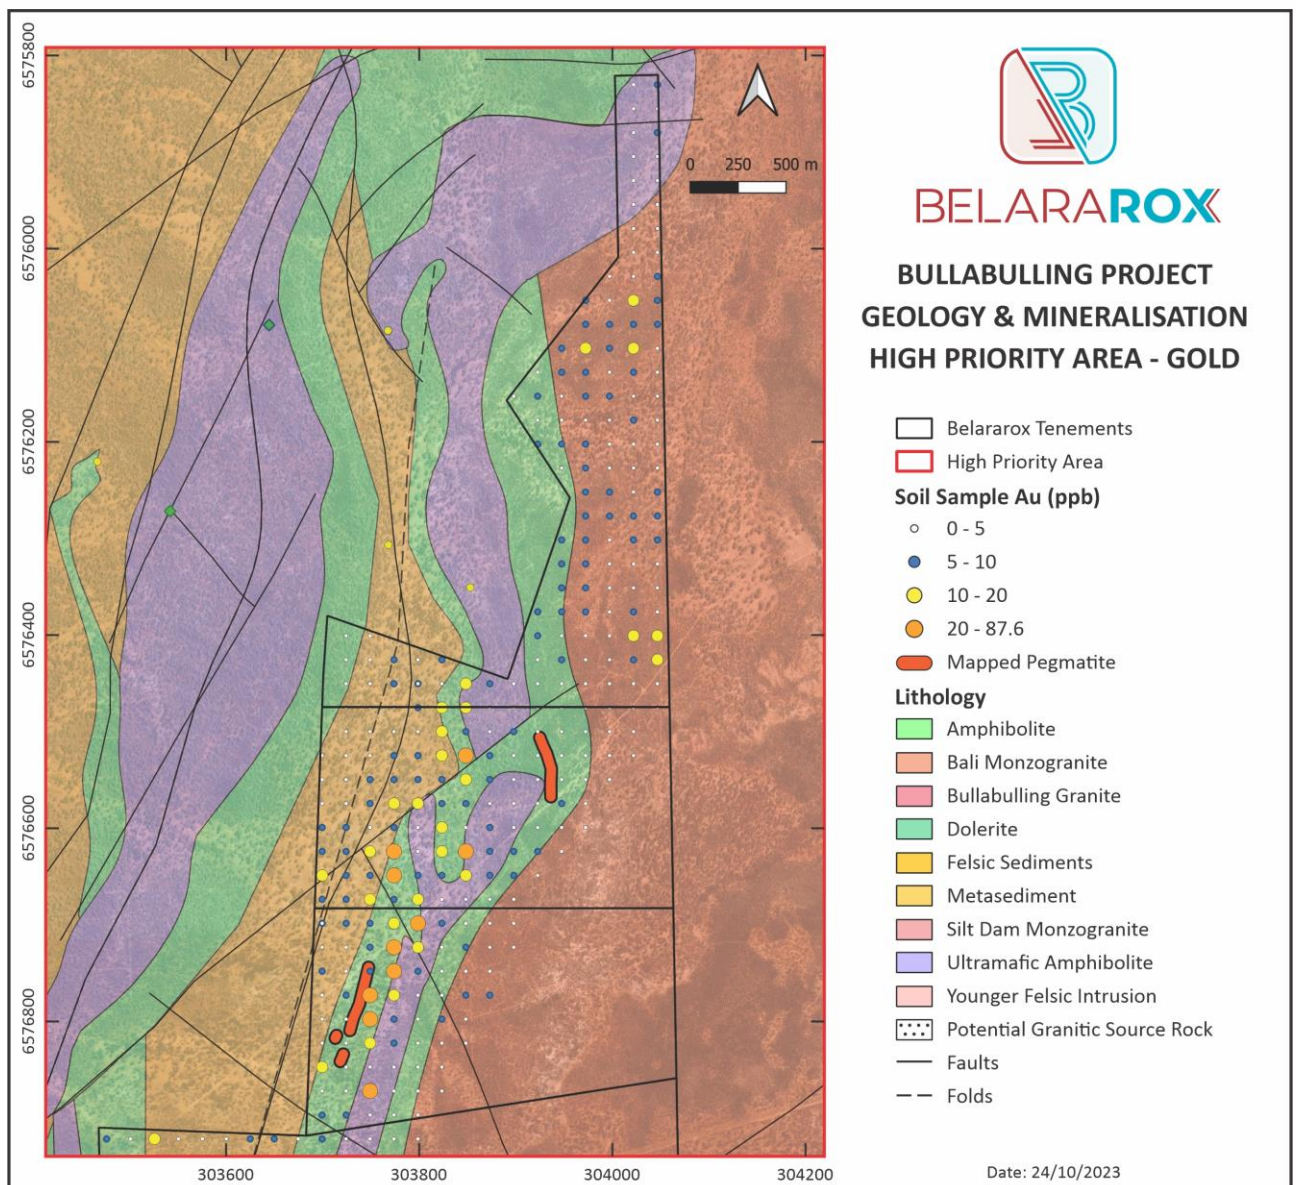 6575800
6576000
6576200
6576400
6576600
6576800
303600
303800
304000
304200
0 250 500 m
BELARAROX
BULLABULLING PROJECT
GEOLOGY & MINERALISATION
HIGH PRIORITY AREA - GOLD
Belararox Tenements
High Priority Area
Soil Sample Au (ppb)
0 - 5
5 - 10
10 - 20
20 - 87.6
Mapped Pegmatite
Lithology
Amphibolite
Bali Monzogranite
Bullabulling Granite
Dolerite
Felsic Sediments
Metasediment
Silt Dam Monzogranite
Ultramafic Amphibolite
Younger Felsic Intrusion
Potential Granitic Source Rock
Faults
Folds
Date: 24/10/2023